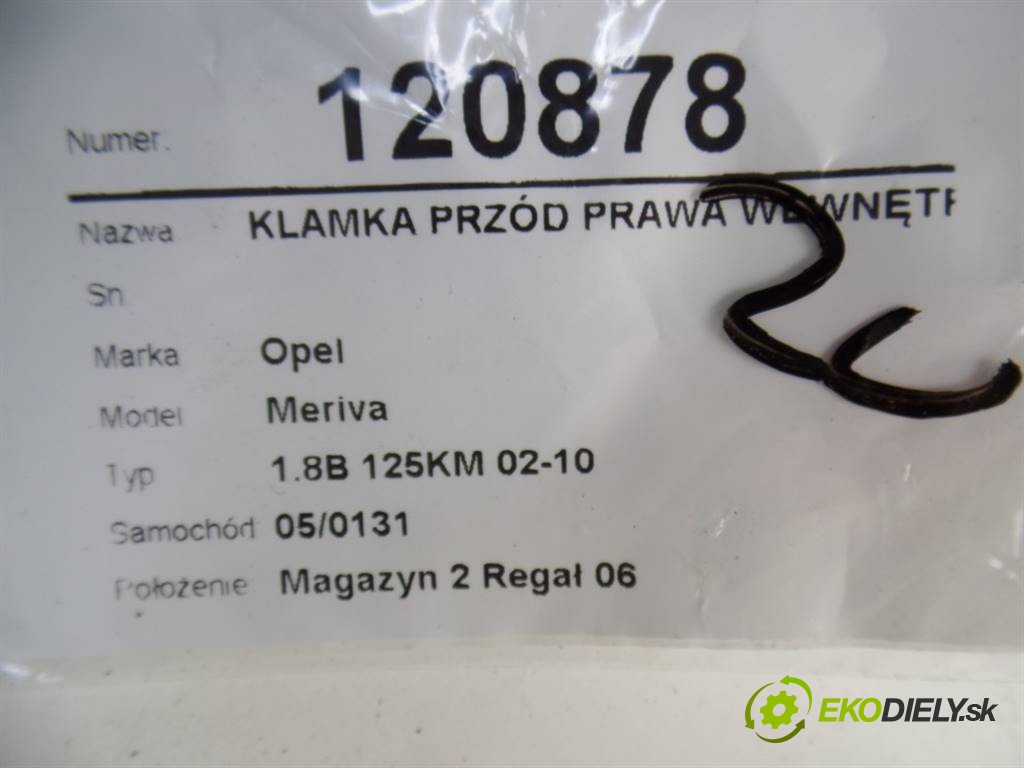 Numer. 120878
Nazwa KLAMKA PRZÓD PRAWA WEWNĘTR
Sn
Marka Opel
Model Meriva
Typ 1.8B 125KM 02-10
Samochód 05/0131
Położenie Magazyn 2 Regał 06
EKODIELY.sk